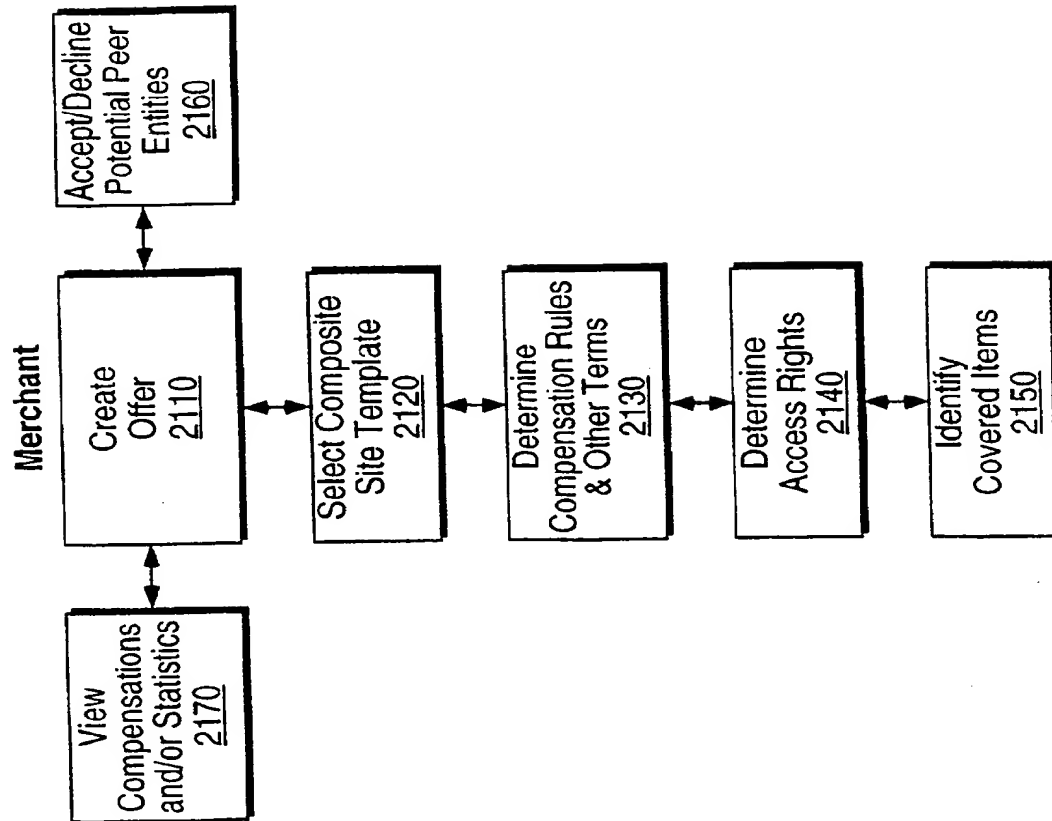 Merchant
View
Compensations
and/or Statistics
2170
Create
Offer
2110
Accept/Decline
Potential Peer
Entities
2160
Select Composite
Site Template
2120
Determine
Compensation Rules
& Other Terms
2130
Determine
Access Rights
2140
Identify
Covered Items
2150